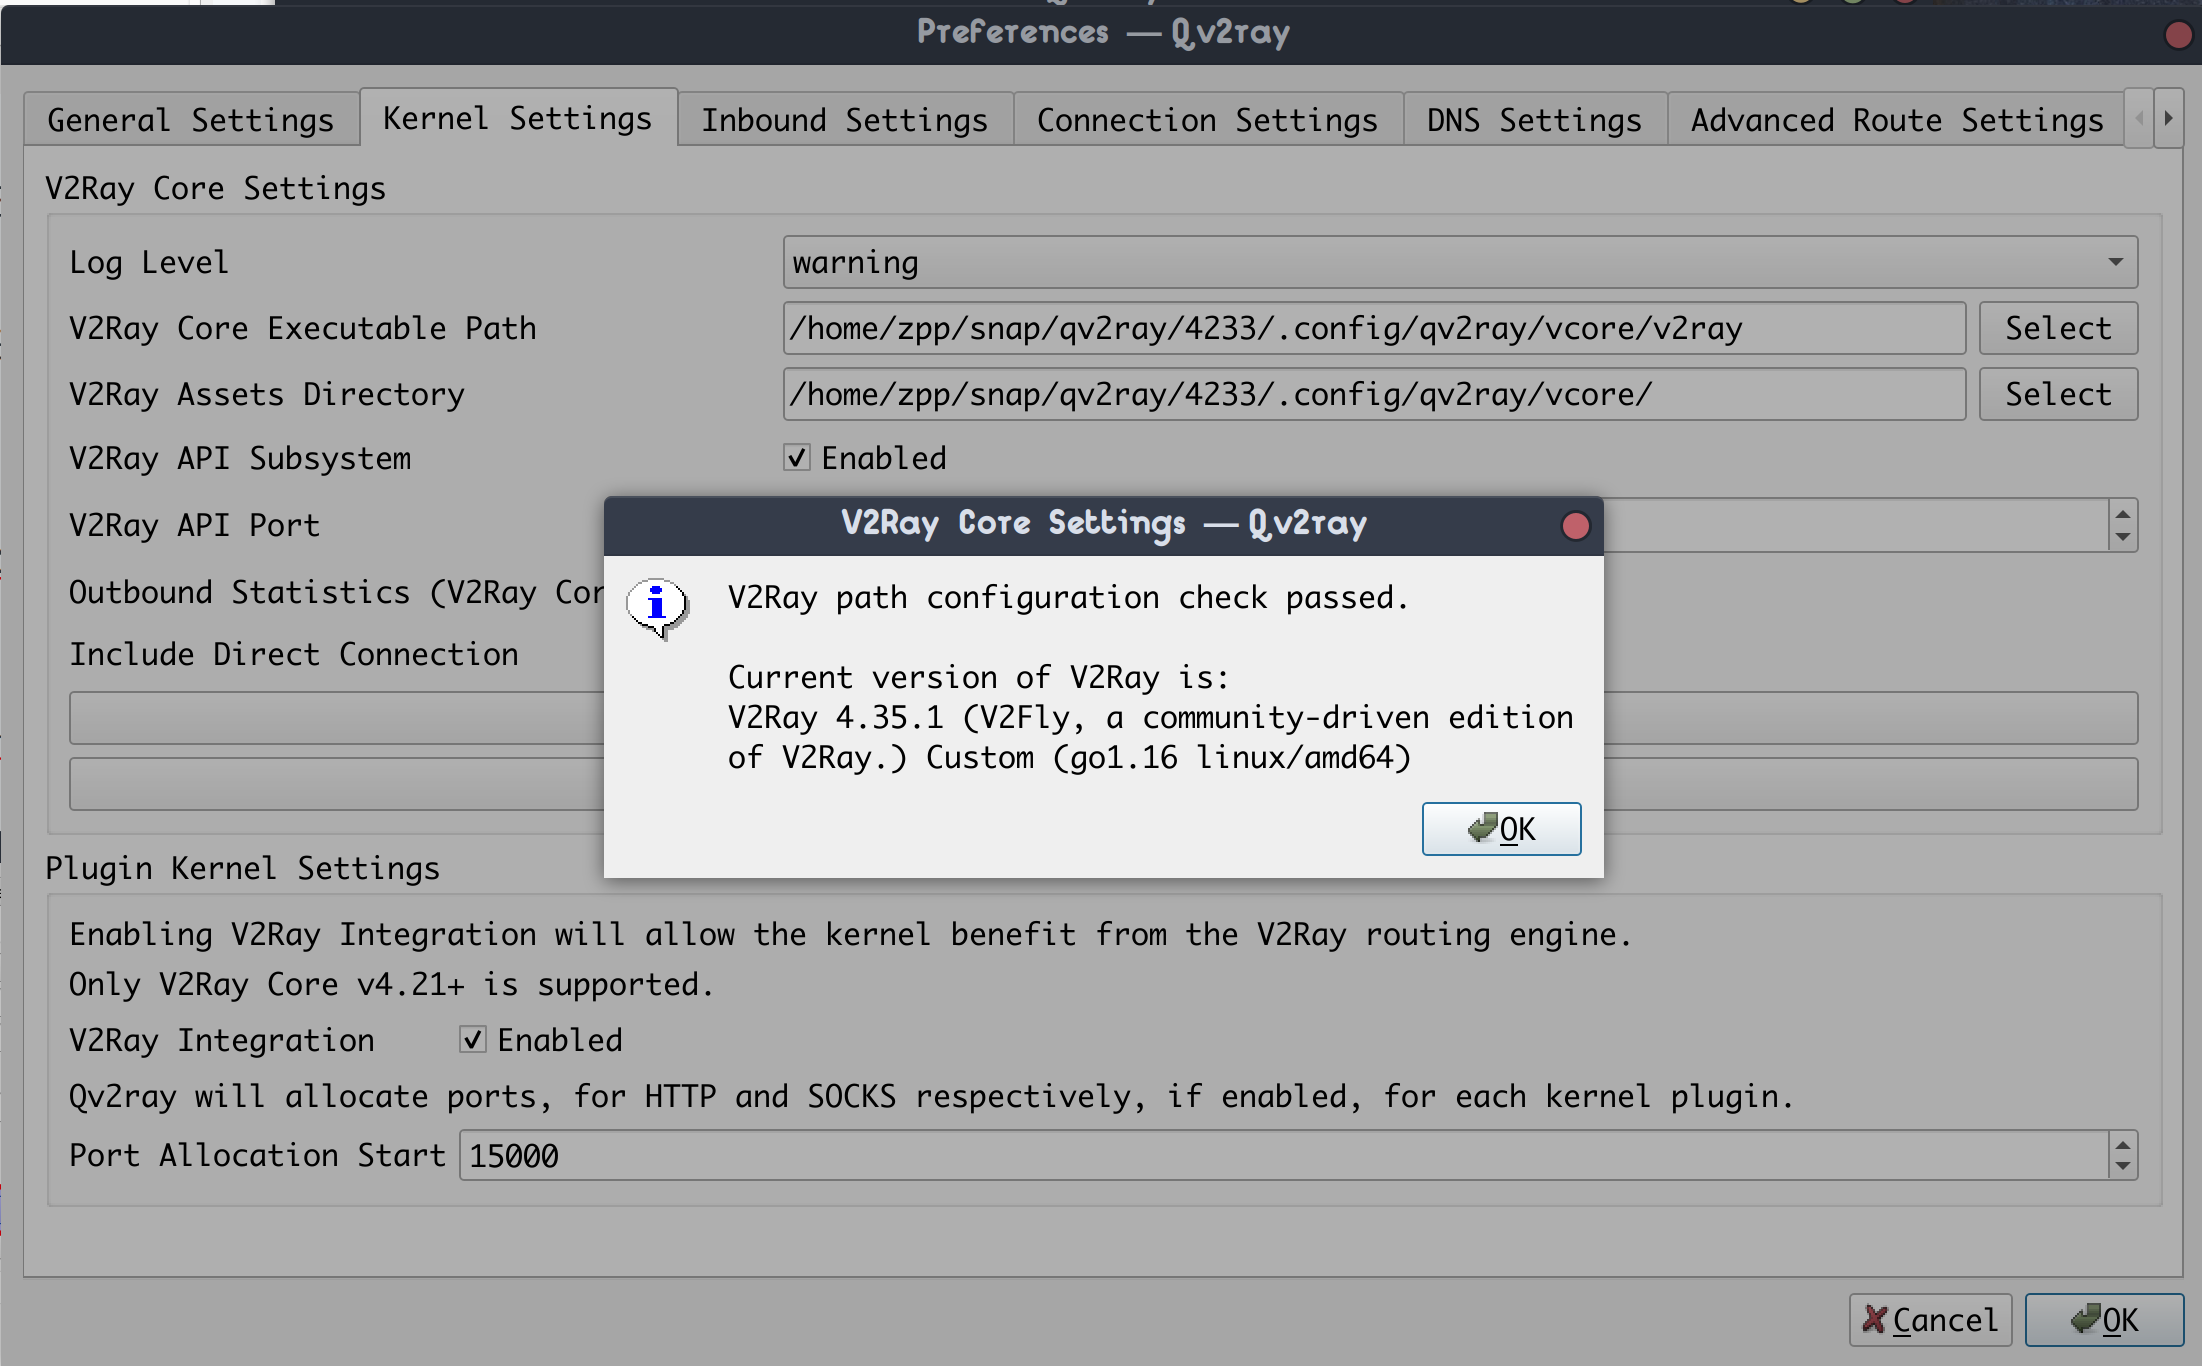 Preferences — Qv2ray
General Settings
Kernel Settings
Inbound Settings
Connection Settings
DNS Settings
Advanced Route Settings
V2Ray Core Settings
Log Level
warning
V2Ray Core Executable Path
/home/zpp/snap/qv2ray/4233/.config/qv2ray/vcore/v2ray
Select
V2Ray Assets Directory
/home/zpp/snap/qv2ray/4233/.config/qv2ray/vcore/
Select
V2Ray API Subsystem
Enabled
V2Ray API Port
Outbound Statistics (V2Ray Cor
Include Direct Connection
V2Ray Core Settings — Qv2ray
V2Ray path configuration check passed.
Current version of V2Ray is:
V2Ray 4.35.1 (V2Fly, a community-driven edition
of V2Ray.) Custom (go1.16 linux/amd64)
OK
Plugin Kernel Settings
Enabling V2Ray Integration will allow the kernel benefit from the V2Ray routing engine.
Only V2Ray Core v4.21+ is supported.
V2Ray Integration
Enabled
Qv2ray will allocate ports, for HTTP and SOCKS respectively, if enabled, for each kernel plugin.
Port Allocation Start
15000
Cancel
OK